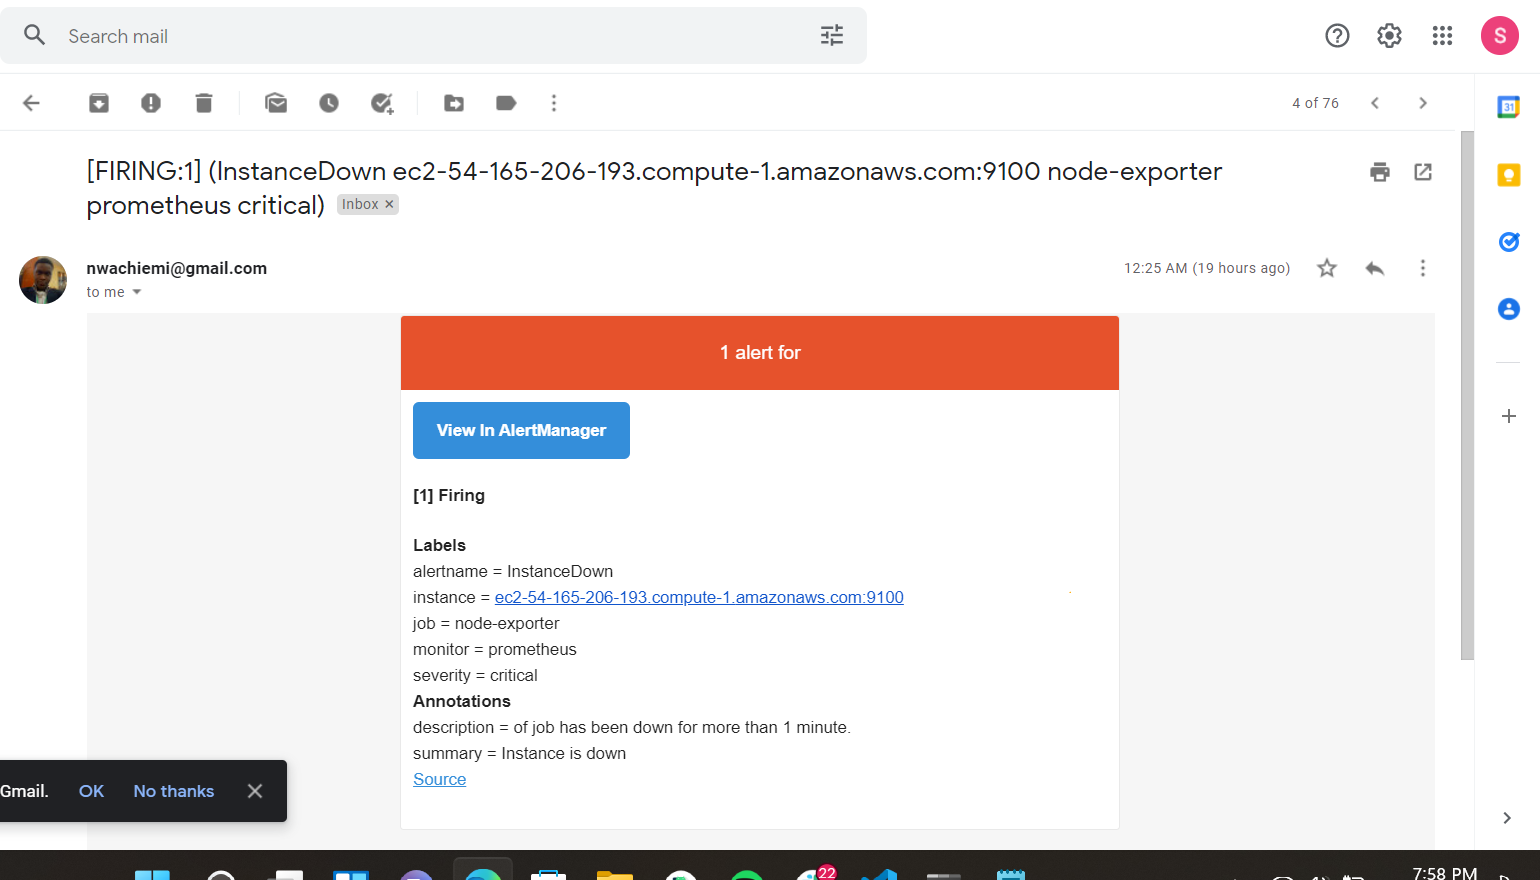 Search mail
S
4 of 76
31
[FIRING:1] (InstanceDown ec2-54-165-206-193.compute-1.amazonaws.com:9100 node-exporter
prometheus critical) Inbox ×
nwachiemi@gmail.com
12:25 AM (19 hours ago)
to me
1 alert for
View In AlertManager
[1] Firing
Labels
alertname = InstanceDown
instance = ec2-54-165-206-193.compute-1.amazonaws.com:9100
job = node-exporter
monitor = prometheus
severity = critical
Annotations
description = of job has been down for more than 1 minute.
summary = Instance is down
Source
Gmail. OK No thanks
22
7:58 PM